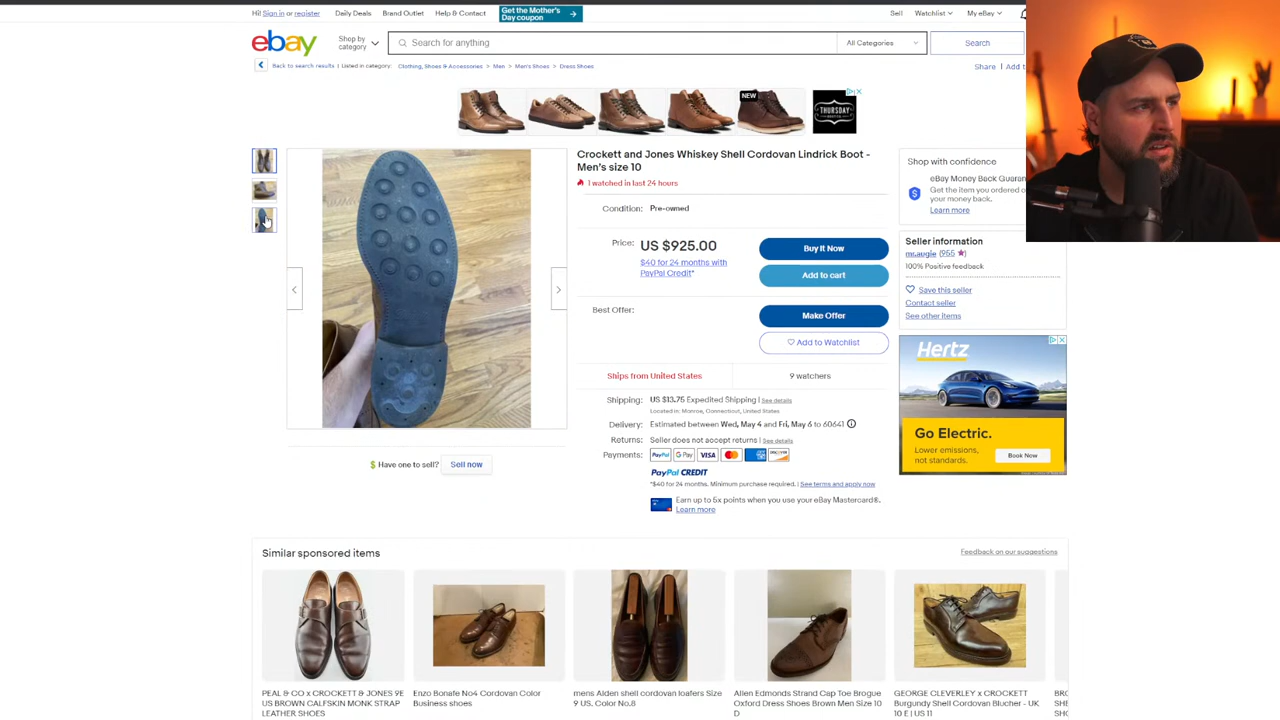 Hi! Sign in or register
Daily Deals
Brand Outlet
Help & Contact
Get the Mother's
Day coupon
Sell
Watchlist
My eBay
ebay
Shop by
category
Search for anything
All Categories
Search
Back to search results | Listed in category:
Clothing, Shoes & Accessories > Men > Men's Shoes > Dress Shoes
Share | Add t
NEW
THURSDAY
Crockett and Jones Whiskey Shell Cordovan Lindrick Boot -
Men's size 10
1 watched in last 24 hours
Condition: Pre-owned
Price: US $925.00
$40 for 24 months with
PayPal Credit*
Buy It Now
Add to cart
Best Offer:
Make Offer
Add to Watchlist
Ships from United States
9 watchers
Shipping: US $13.75 Expedited Shipping | See details
Located in: Monroe, Connecticut, United States
Delivery: Estimated between Wed, May 4 and Fri, May 6 to 60641
Returns: Seller does not accept returns | See details
Payments: PayPal G Pay VISA
DISCOVER
PayPal CREDIT
*$40 for 24 months. Minimum purchase required. | See terms and apply now
Earn up to 5x points when you use your eBay Mastercard®.
Learn more
Shop with confidence
eBay Money Back Guaran
Get the item you ordered o
your money back.
Learn more
Seller information
mr.augie (955 )
100% Positive feedback
Save this seller
Contact seller
See other items
Hertz
Go Electric.
Lower emissions,
not standards.
Book Now
$ Have one to sell?
Sell now
Similar sponsored items
Feedback on our suggestions
PEAL & CO x CROCKETT & JONES 9E
US BROWN CALFSKIN MONK STRAP
LEATHER SHOES
Enzo Bonafe No4 Cordovan Color
Business shoes
mens Alden shell cordovan loafers Size
9 US. Color No.8
Allen Edmonds Strand Cap Toe Brogue
Oxford Dress Shoes Brown Men Size 10
D
GEORGE CLEVERLEY x CROCKETT
Burgundy Shell Cordovan Blucher - UK
10 E | US 11
BRO
SHE
SHO